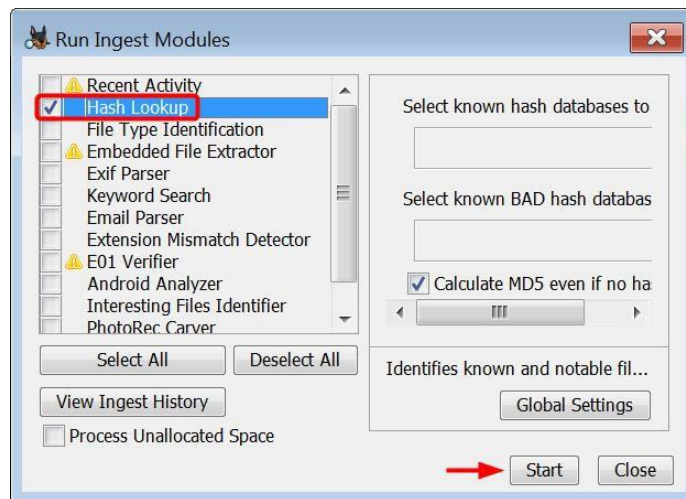 Run Ingest Modules
Recent Activity
Hash Lookup
File Type Identification
Embedded File Extractor
Exif Parser
Keyword Search
Email Parser
Extension Mismatch Detector
E01 Verifier
Android Analyzer
Interesting Files Identifier
PhotoRec Carver
Select All
Deselect All
View Ingest History
Process Unallocated Space
Select known hash databases to
Select known BAD hash databas
Calculate MD5 even if no ha
Identifies known and notable fil...
Global Settings
Start
Close